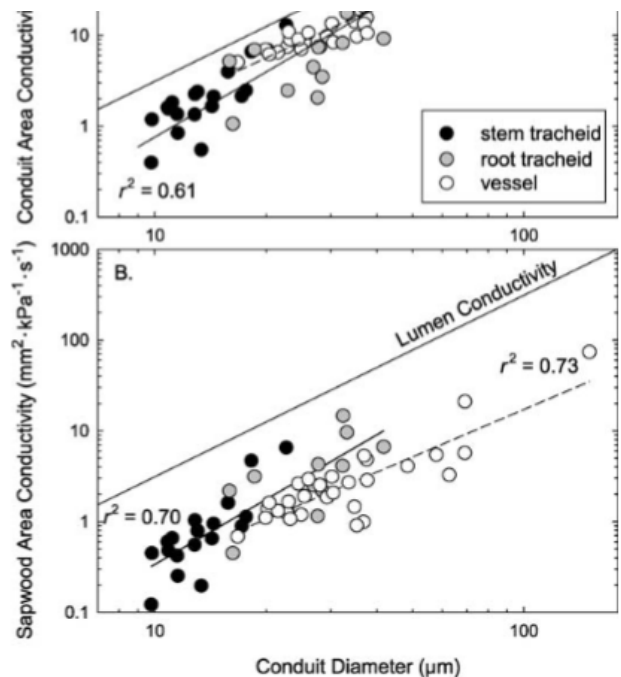 Conduit Area Conductivity
10
1
0.1
r² = 0.61
stem tracheid
root tracheid
vessel
10
100
Sapwood Area Conductivity (mm²·kPa⁻¹·s⁻¹)
1000
100
10
1
0.1
B.
Lumen Conductivity
r² = 0.73
r² = 0.70
10
100
Conduit Diameter (µm)